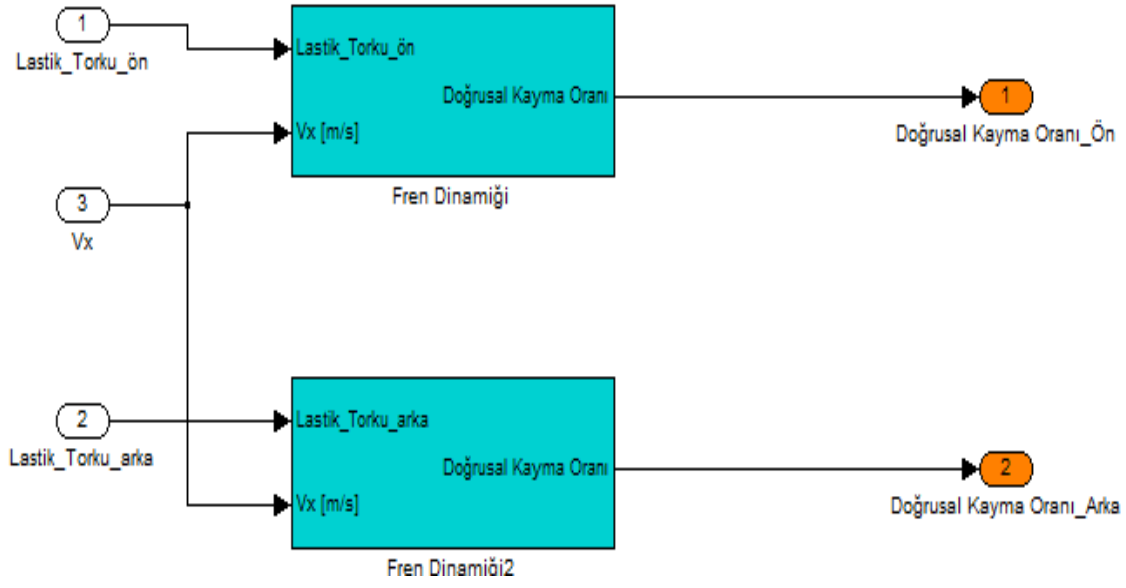 1
Lastik_Torku_ön
Lastik_Torku_ön
Doğrusal Kayma Oranı
Vx [m/s]
Fren Dinamiği
1
Doğrusal Kayma Oranı_Ön
3
Vx
2
Lastik_Torku_arka
Lastik_Torku_arka
Doğrusal Kayma Oranı
Vx [m/s]
Fren Dinamiği2
2
Doğrusal Kayma Oranı_Arka